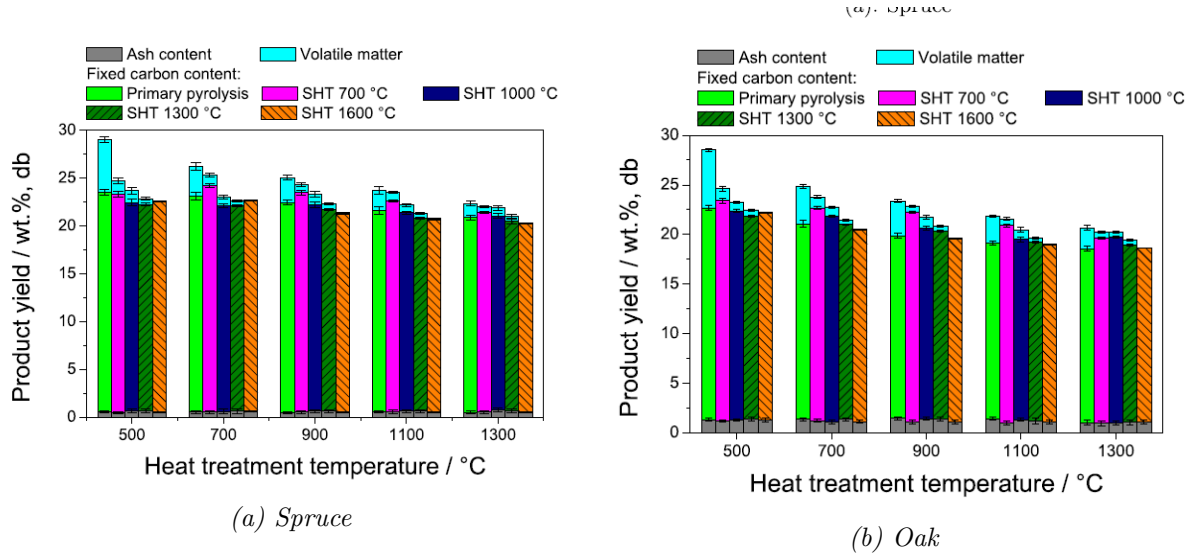 (a): Spruce
Ash content Volatile matter
Fixed carbon content:
Primary pyrolysis SHT 700 °C SHT 1000 °C
SHT 1300 °C SHT 1600 °C
30
25
20
15
10
5
0
Product yield / wt.%, db
500 700 900 1100 1300
Heat treatment temperature / °C
(a) Spruce
Ash content Volatile matter
Fixed carbon content:
Primary pyrolysis SHT 700 °C SHT 1000 °C
SHT 1300 °C SHT 1600 °C
30
25
20
15
10
5
0
Product yield / wt.%, db
500 700 900 1100 1300
Heat treatment temperature / °C
(b) Oak